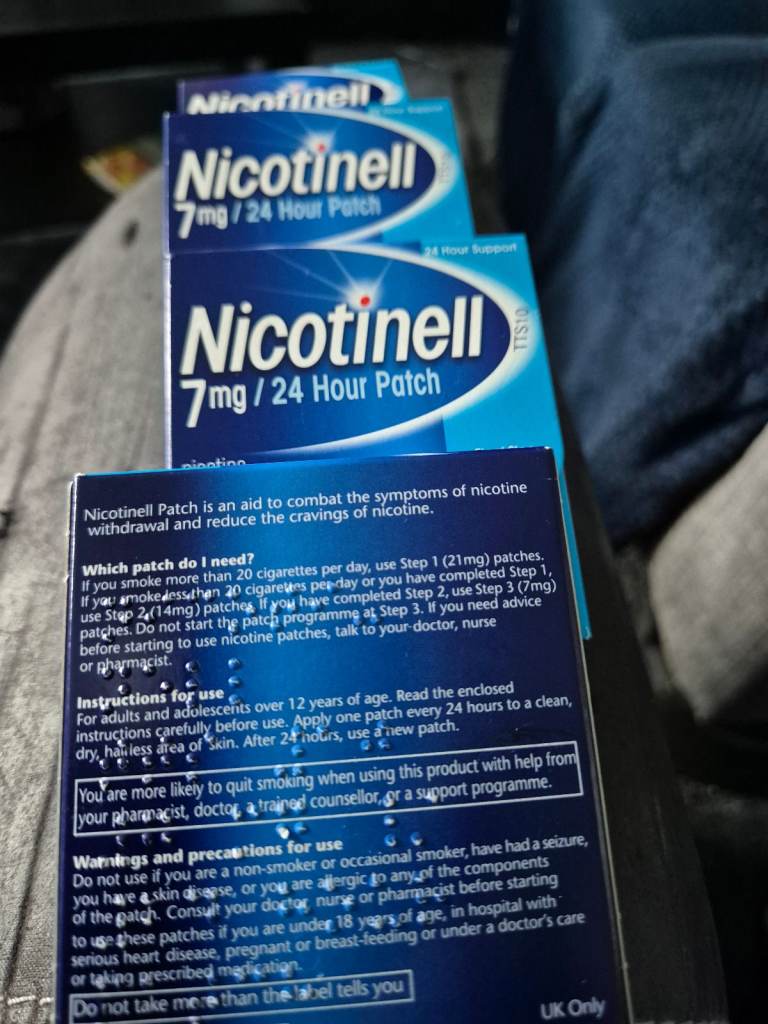 Nicotinell
Nicotinell
7mg / 24 Hour Patch
24 Hour Support
Nicotinell
TTS10
7mg / 24 Hour Patch
nicotine
Nicotinell Patch is an aid to combat the symptoms of nicotine
withdrawal and reduce the cravings of nicotine.
Which patch do I need?
If you smoke more than 20 cigarettes per day, use Step 1 (21mg) patches.
If you smoke less than 20 cigarettes per day or you have completed Step 1,
use Step 2 (14mg) patches. If you have completed Step 2, use Step 3 (7mg)
patches. Do not start the patch programme at Step 3. If you need advice
before starting to use nicotine patches, talk to your doctor, nurse
or pharmacist.
Instructions for use
For adults and adolescents over 12 years of age. Read the enclosed
instructions carefully before use. Apply one patch every 24 hours to a clean,
dry, hairless area of skin. After 24 hours, use a new patch.
You are more likely to quit smoking when using this product with help from
your pharmacist, doctor, a trained counsellor, or a support programme.
Warnings and precautions for use
Do not use if you are a non-smoker or occasional smoker, have had a seizure,
you have a skin disease, or you are allergic to any of the components
of the patch. Consult your doctor, nurse or pharmacist before starting
to use these patches if you are under 18 years of age, in hospital with
serious heart disease, pregnant or breast-feeding or under a doctor's care
or taking prescribed medication.
Do not take more than the label tells you
UK Only